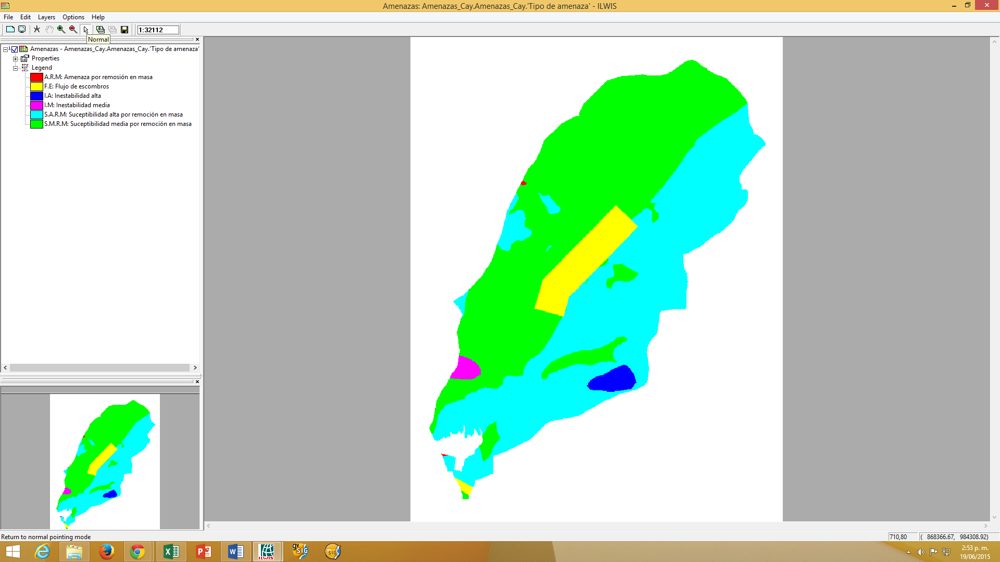 Amenazas: Amenazas_Cay.Amenazas_Cay.'Tipo de amenaza' - ILWIS
File Edit Layers Options Help
1:32112
Normal
Amenazas - Amenazas_Cay.Amenazas_Cay.'Tipo de amenaza'
Properties
Legend
A.R.M: Amenaza por remosión en masa
F.E: Flujo de escombros
I.A: Inestabilidad alta
I.M: Inestabilidad media
S.A.R.M: Suceptibilidad alta por remoción en masa
S.M.R.M: Suceptibilidad media por remoción en masa
Return to normal pointing mode
710,80
( 868366.67, 984308.92)
ILWIS
gvSIG
SIG
2:53 p. m.
19/06/2015